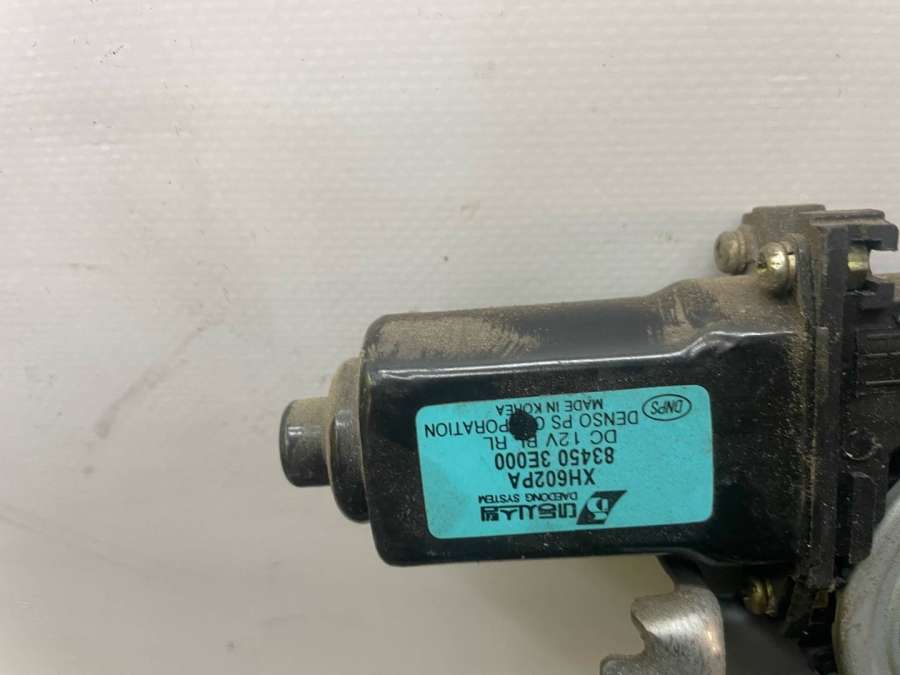 대동시스템
DAEDONG SYSTEM
XH602PA
83450 3E000
DC 12V BL RL
DENSO PS CORPORATION
MADE IN KOREA
DNPS